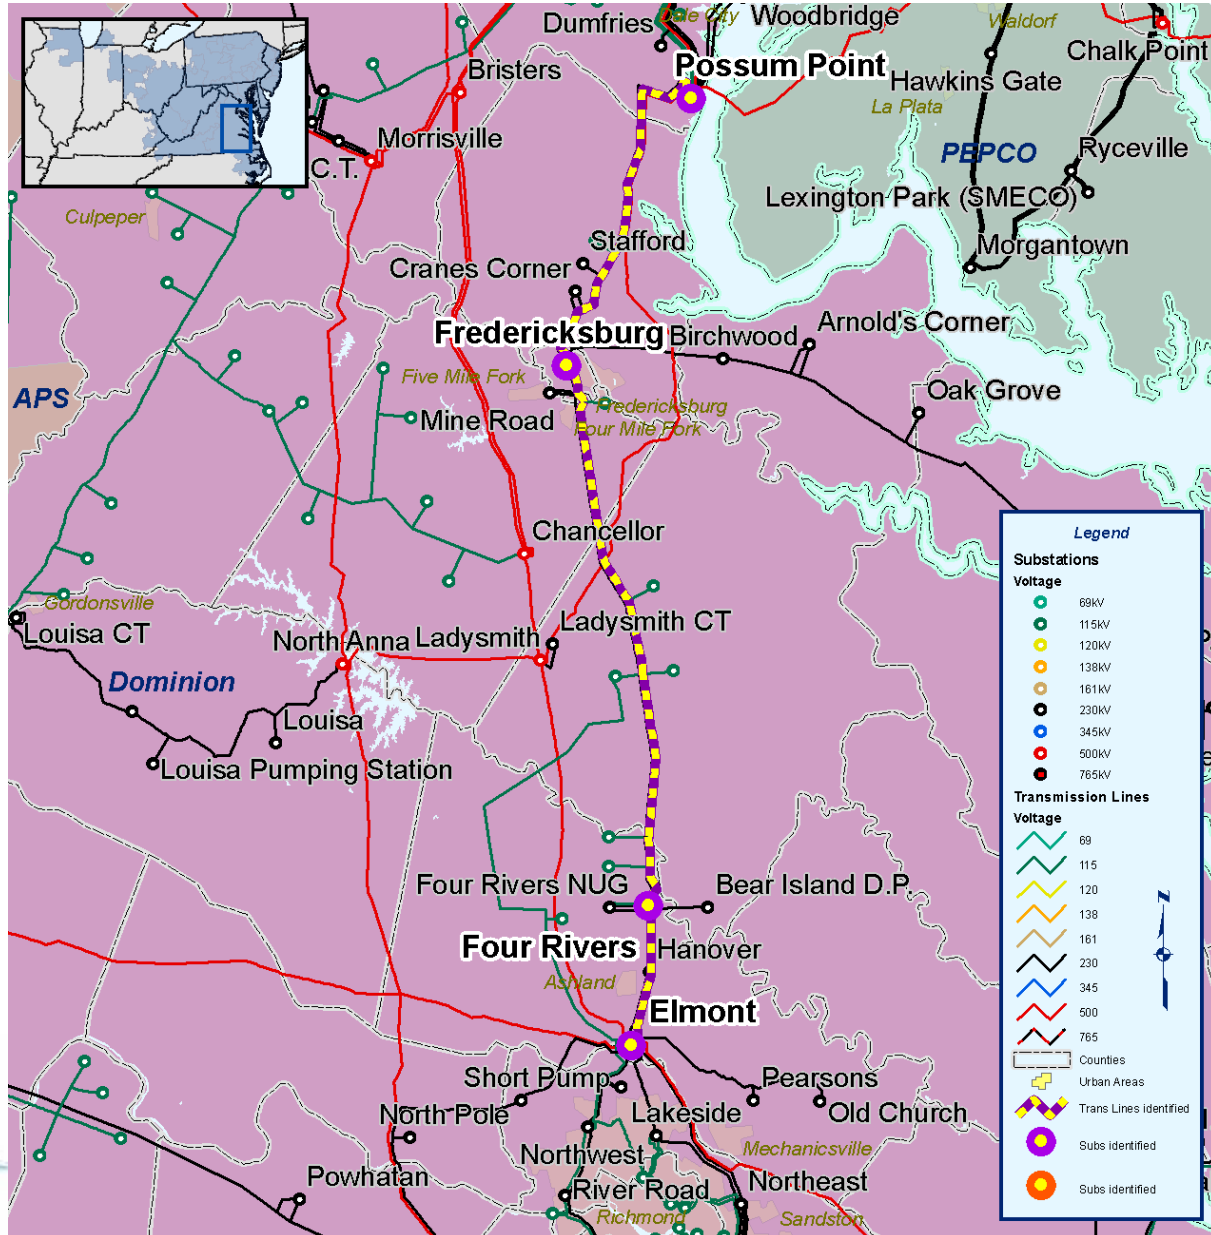 Dumfries
Dale City
Woodbridge
Waldorf
Chalk Point
Bristers
Possum Point
Hawkins Gate
La Plata
Morrisville
C.T.
PEPCO
Ryceville
Lexington Park (SMECO)
Culpeper
Stafford
Morgantown
Cranes Corner
Fredericksburg
Birchwood
Arnold's Corner
APS
Five Mile Fork
Oak Grove
Mine Road
Fredericksburg
Four Mile Fork
Chancellor
Gordonsville
Louisa CT
North Anna
Ladysmith
Ladysmith CT
Dominion
Louisa
Louisa Pumping Station
Four Rivers NUG
Bear Island D.P.
Four Rivers
Hanover
Ashland
Elmont
Short Pump
Pearsons
North Pole
Lakeside
Old Church
Mechanicsville
Northwest
Powhatan
River Road
Northeast
Richmond
Sandston
Legend
Substations
Voltage
69kV
115kV
120kV
138kV
161kV
230kV
345kV
500kV
765kV
Transmission Lines
Voltage
69
115
120
138
161
230
345
500
765
Counties
Urban Areas
Trans Lines identified
Subs identified
Subs identified
N